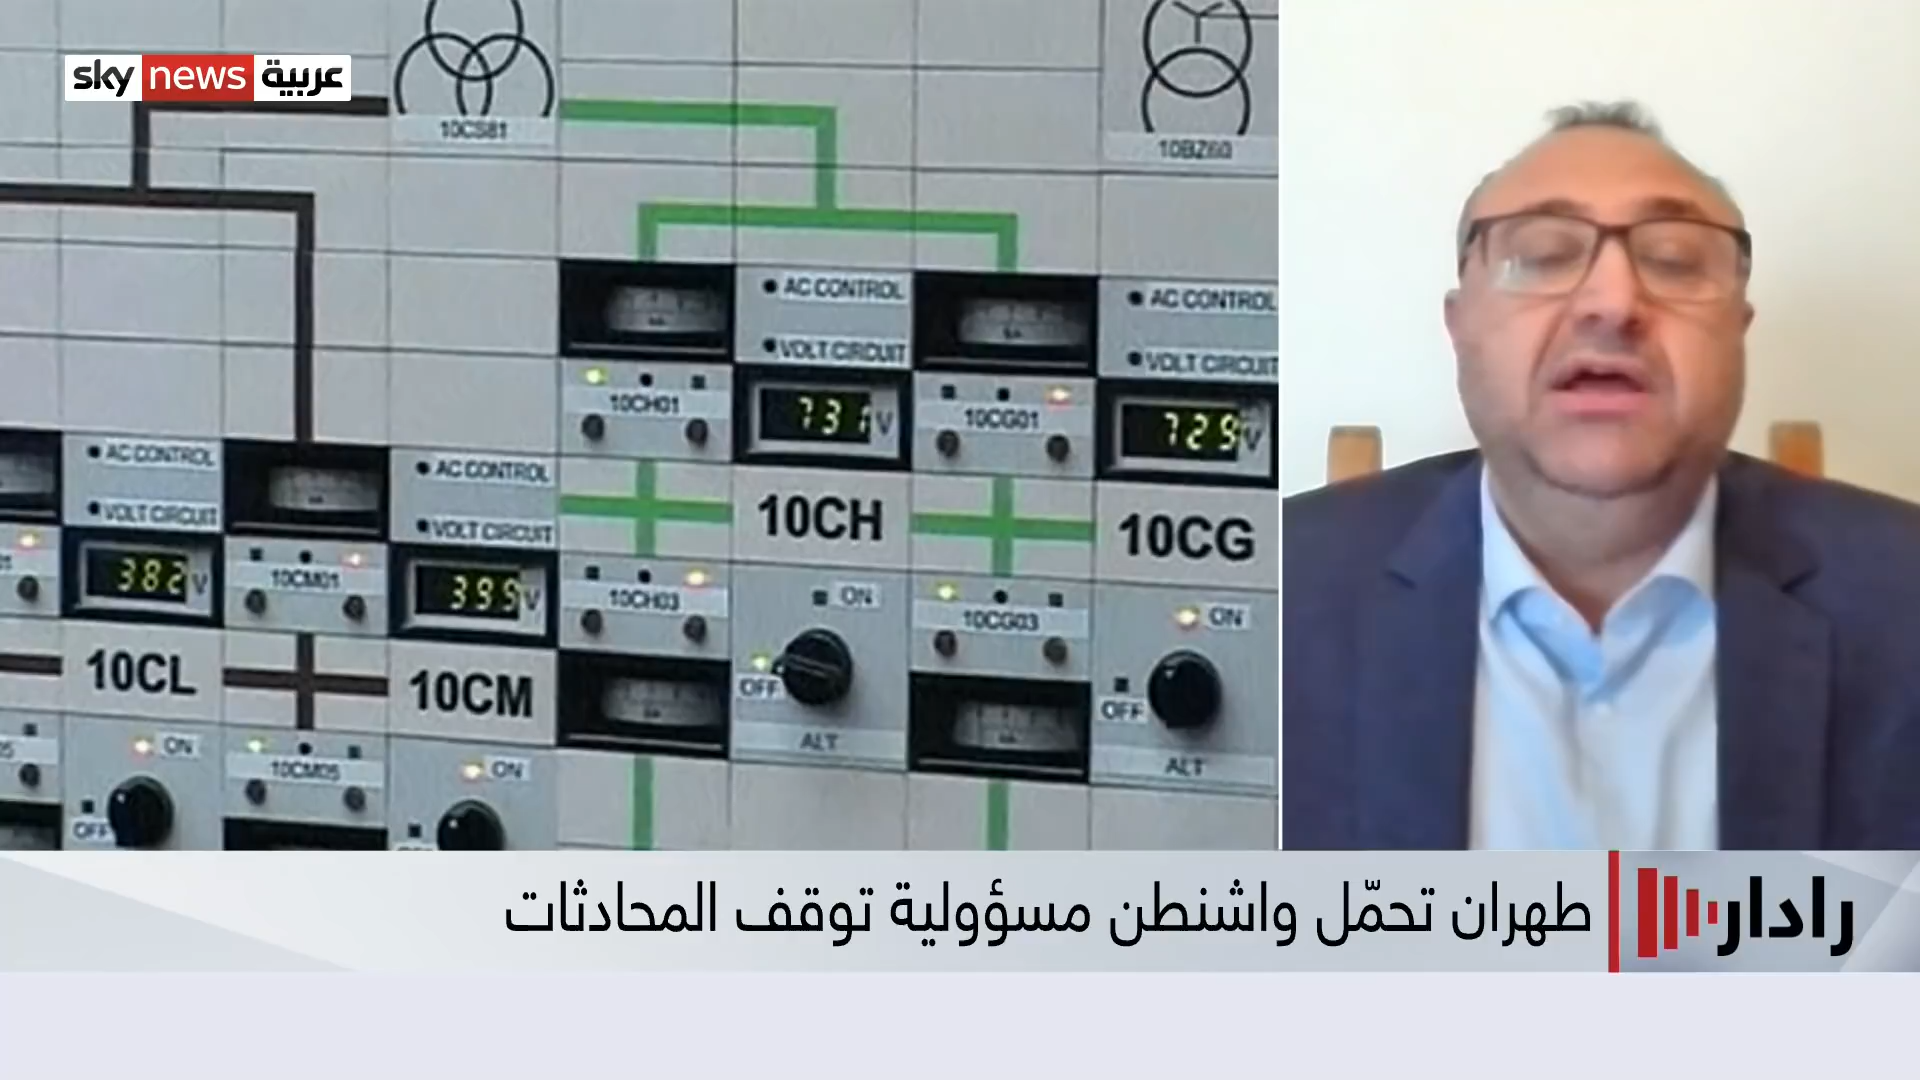 sky news عربية
10CS81
10BZ60
AC CONTROL
VOLT CIRCUIT
AC CONTROL
VOLT CIRCUIT
10CH01
731 V
10CG01
729 V
AC CONTROL
VOLT CIRCUIT
AC CONTROL
VOLT CIRCUIT
10CH
10CG
382 V
10CM01
399 V
10CH03
ON
10CG03
ON
10CL
10CM
OFF
OFF
ALT
ALT
ON
10CM05
ON
OFF
طهران تحمّل واشنطن مسؤولية توقف المحادثات
رادار